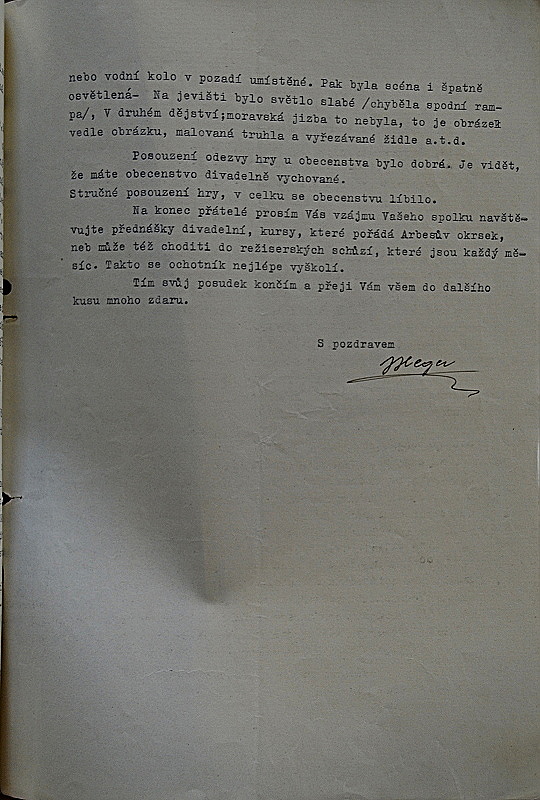 nebo vodní kolo v pozadí umístěné. Pak byla scéna i špatně
osvětlená- Na jevišti bylo světlo slabé /chyběla spodní ram-
pa/, V druhém dějství;moravská jizba to nebyla, to je obrázek
vedle obrázku, malovaná truhla a vyřezávané židle a.t.d.
Posouzení odezvy hry u obecenstva bylo dobrá. Je vidět,
že máte obecenstvo divadelně vychované.
Stručné posouzení hry, v celku se obecenstvu líbilo.
Na konec přátelé prosím Vás vzájmu Vašeho spolku navště-
vujte přednášky divadelní, kursy, které pořádá Arbesův okrsek,
neb může též choditi do režiserských schůzí, které jsou každý mě-
síc. Takto se ochotník nejlépe vyškolí.
Tím svůj posudek končím a přeji Vám všem do dalšího
kusu mnoho zdaru.
S pozdravem